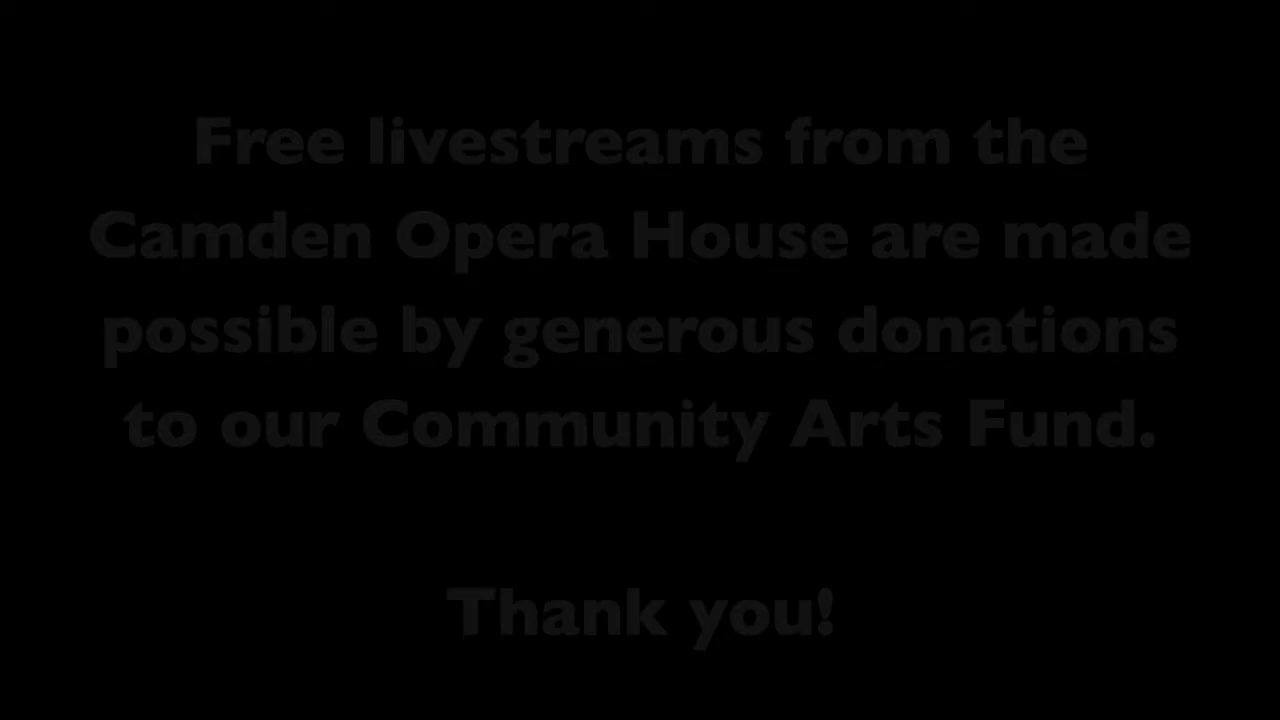 Free livestreams from the
Camden Opera House are made
possible by generous donations
to our Community Arts Fund.
Thank you!